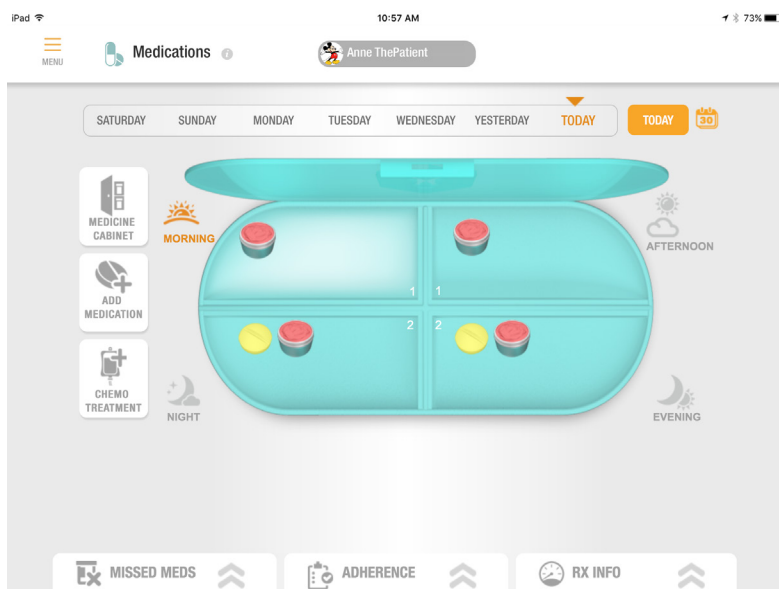 iPad 10:57 AM 73%
MENU
Medications i
Anne ThePatient
SATURDAY SUNDAY MONDAY TUESDAY WEDNESDAY YESTERDAY TODAY TODAY 30
MEDICINE
CABINET
MORNING
AFTERNOON
1 1
ADD
MEDICATION
2 2
CHEMO
TREATMENT
NIGHT
EVENING
MISSED MEDS
ADHERENCE
RX INFO